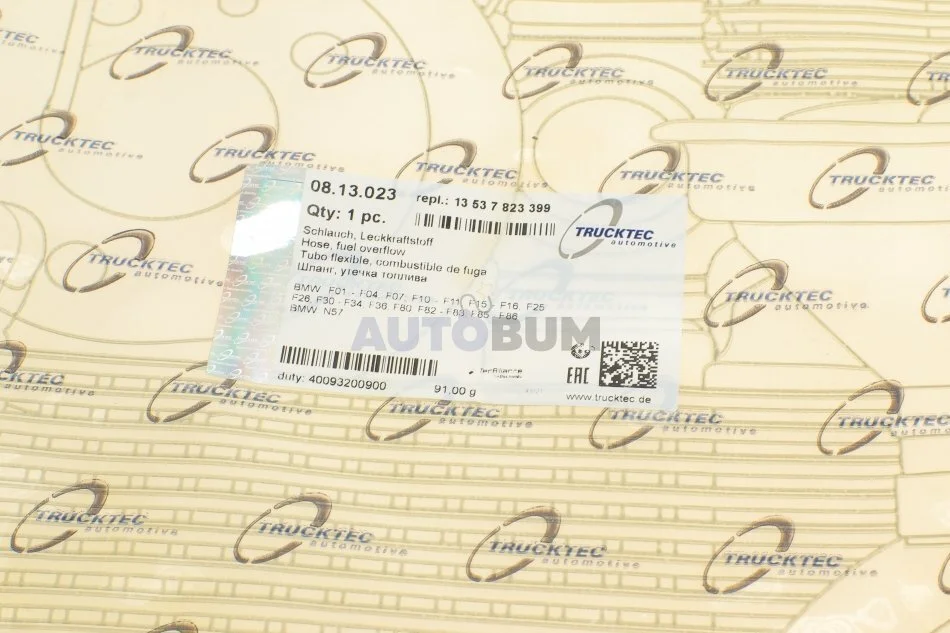 08.13.023
repl.: 13 53 7 823 399
Qty: 1 pc.
TRUCKTEC
automotive
Schlauch, Leckkraftstoff
Hose, fuel overflow
Tubo flexible, combustible de fuga
Шланг, утечка топлива
BMW F01 - F04, F07, F10 - F11, F15 - F16, F25
F26, F30 - F34, F36, F80, F82 - F83, F85 - F86
BMW N57
AUTOBUM
duty: 40093200900
91.00 g
EAC
www.trucktec.de